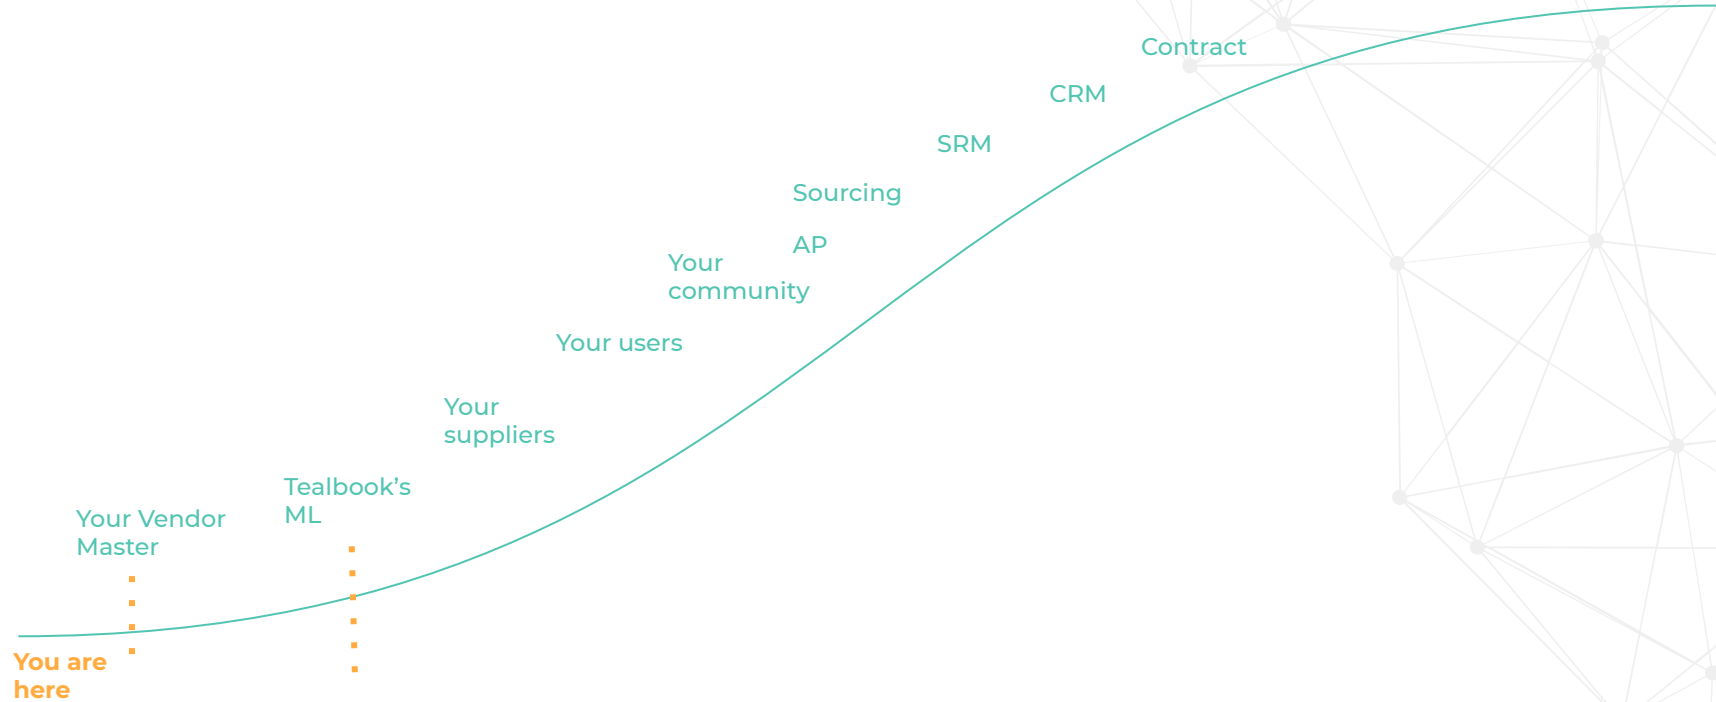 Contract
CRM
SRM
Sourcing
AP
Your
community
Your users
Your
suppliers
Tealbook’s
ML
Your Vendor
Master
You are
here